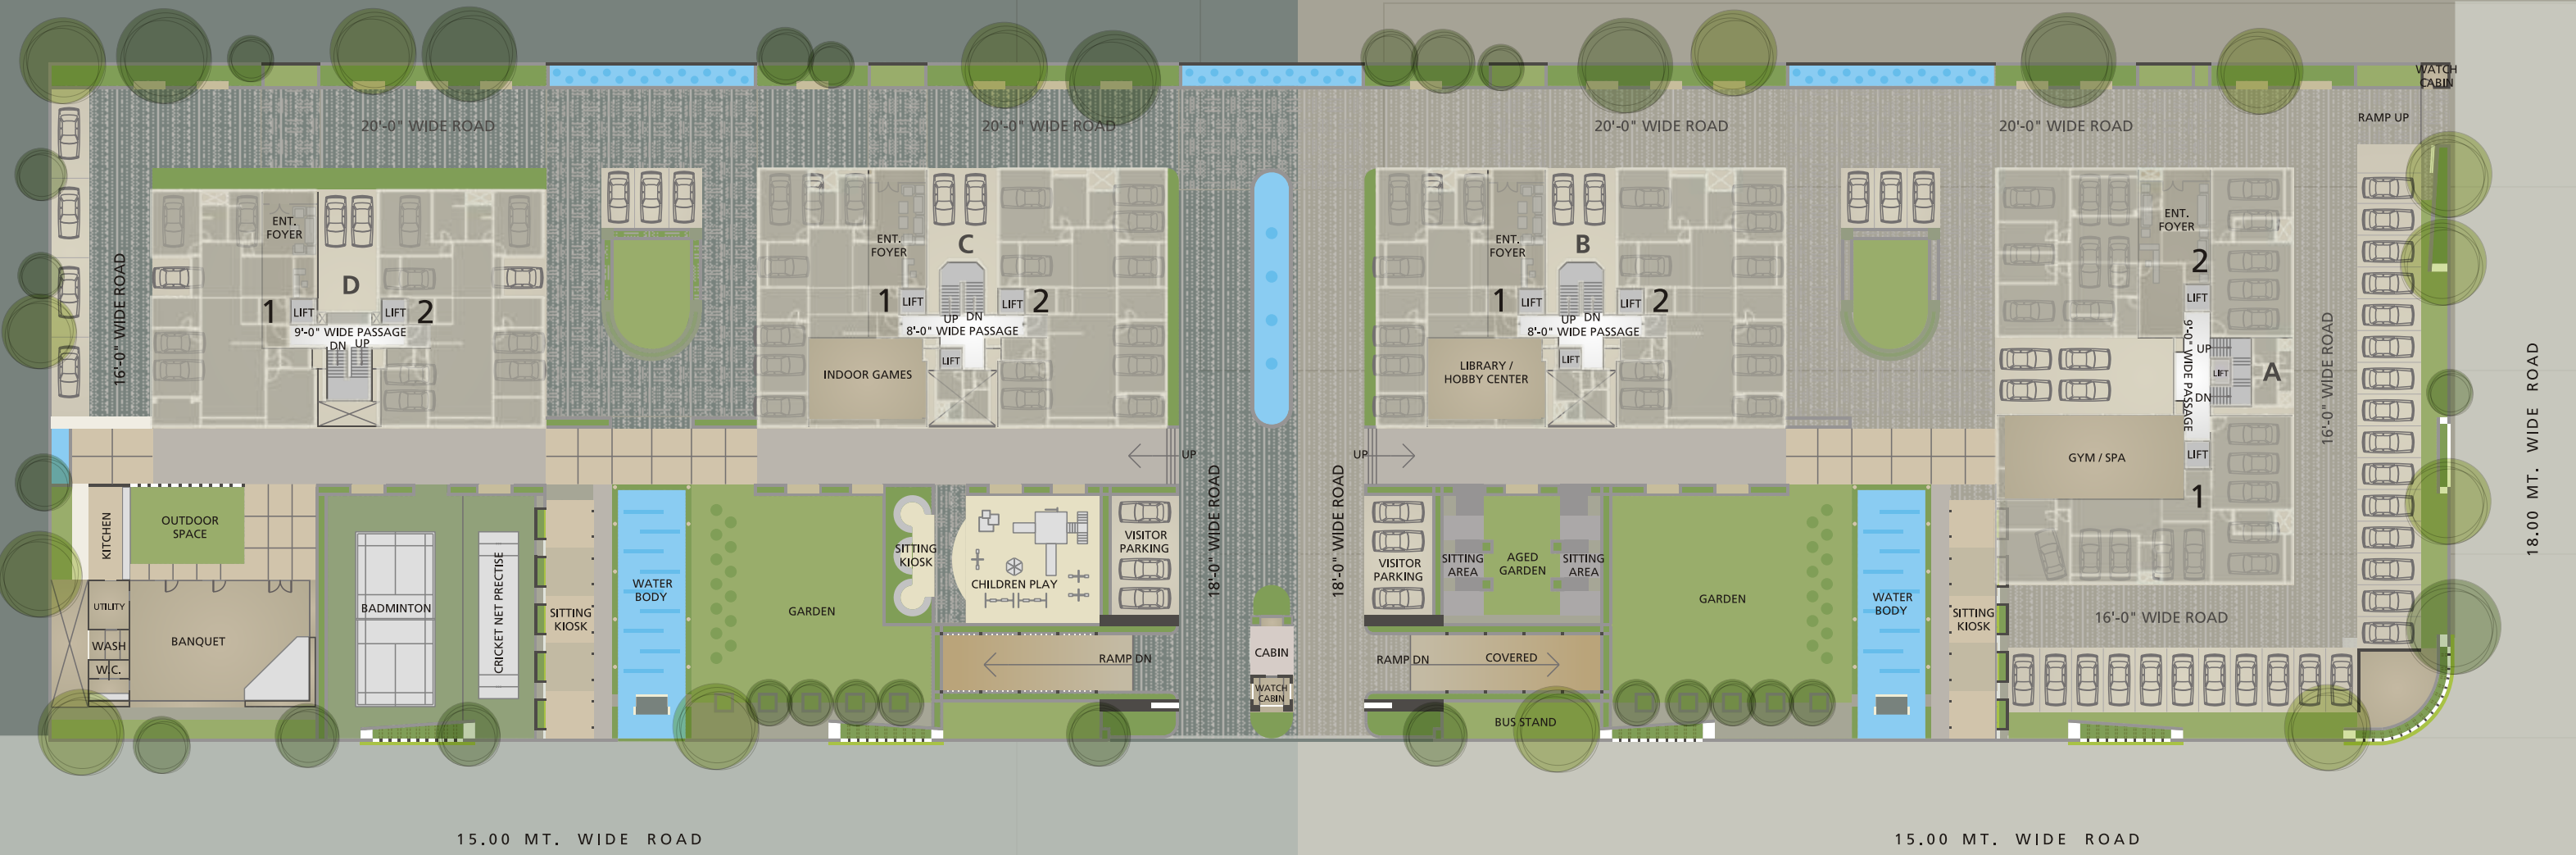 WATCH
CABIN
RAMP UP
20'-0" WIDE ROAD
20'-0" WIDE ROAD
20'-0" WIDE ROAD
20'-0" WIDE ROAD
16'-0" WIDE ROAD
ENT.
FOYER
D
1
LIFT
LIFT
2
9'-0" WIDE PASSAGE
DN UP
ENT.
FOYER
C
1
LIFT
LIFT
2
UP DN
8'-0" WIDE PASSAGE
LIFT
INDOOR GAMES
ENT.
FOYER
B
1
LIFT
LIFT
2
UP DN
8'-0" WIDE PASSAGE
LIFT
LIBRARY /
HOBBY CENTER
ENT.
FOYER
2
LIFT
9'-0" WIDE PASSAGE
UP
LIFT
A
DN
LIFT
1
GYM / SPA
16'-0" WIDE ROAD
18.00 MT. WIDE ROAD
UP
UP
18'-0" WIDE ROAD
18'-0" WIDE ROAD
KITCHEN
OUTDOOR
SPACE
UTILITY
WASH
W.C.
BANQUET
BADMINTON
CRICKET NET PRECTISE
SITTING
KIOSK
WATER
BODY
GARDEN
SITTING
KIOSK
CHILDREN PLAY
VISITOR
PARKING
RAMP DN
CABIN
WATCH
CABIN
VISITOR
PARKING
SITTING
AREA
AGED
GARDEN
SITTING
AREA
RAMP DN
COVERED
BUS STAND
GARDEN
WATER
BODY
SITTING
KIOSK
16'-0" WIDE ROAD
15.00 MT. WIDE ROAD
15.00 MT. WIDE ROAD